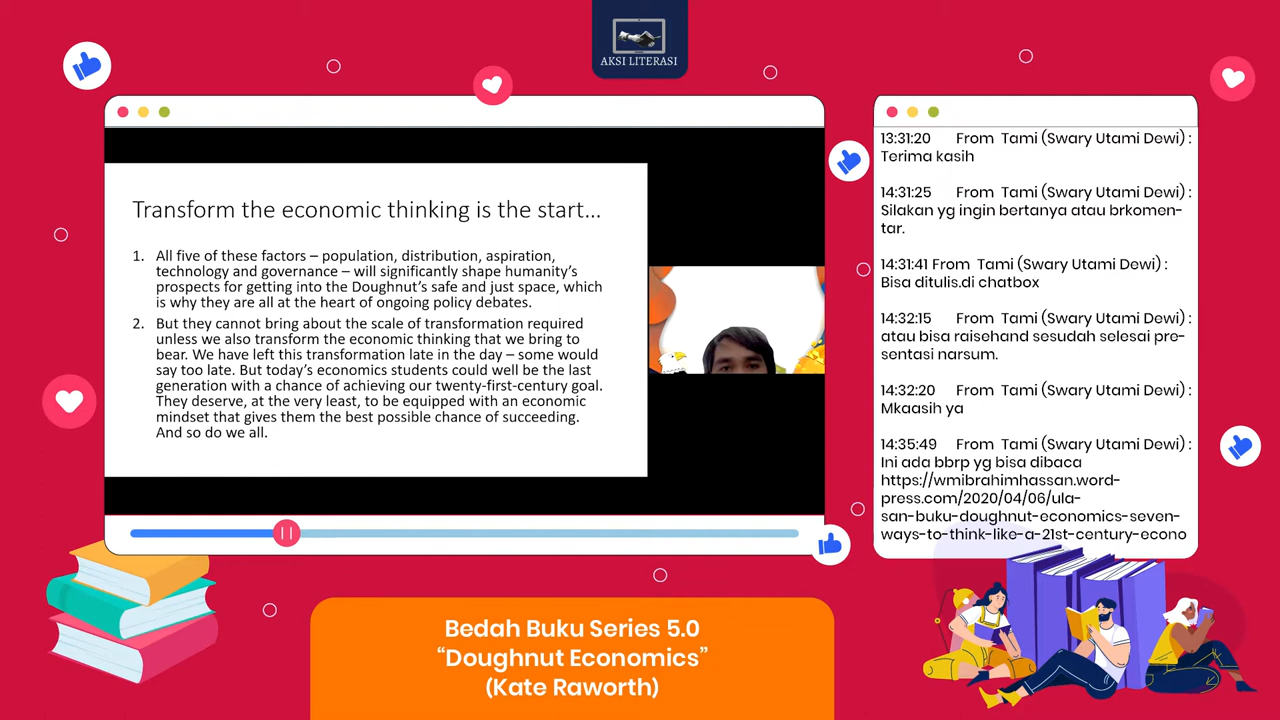 AKSI LITERASI
Transform the economic thinking is the start...
1. All five of these factors – population, distribution, aspiration,
technology and governance – will significantly shape humanity's
prospects for getting into the Doughnut's safe and just space, which
is why they are all at the heart of ongoing policy debates.
2. But they cannot bring about the scale of transformation required
unless we also transform the economic thinking that we bring to
bear. We have left this transformation late in the day – some would
say too late. But today's economics students could well be the last
generation with a chance of achieving our twenty-first-century goal.
They deserve, at the very least, to be equipped with an economic
mindset that gives them the best possible chance of succeeding.
And so do we all.
13:31:20 From Tami (Swary Utami Dewi) :
Terima kasih
14:31:25 From Tami (Swary Utami Dewi) :
Silakan yg ingin bertanya atau brkomen-
tar.
14:31:41 From Tami (Swary Utami Dewi) :
Bisa ditulis.di chatbox
14:32:15 From Tami (Swary Utami Dewi) :
atau bisa raisehand sesudah selesai pre-
sentasi narsum.
14:32:20 From Tami (Swary Utami Dewi) :
Mkaasih ya
14:35:49 From Tami (Swary Utami Dewi) :
Ini ada bbrp yg bisa dibaca
https://wmibrahimhassan.word-
press.com/2020/04/06/ula-
san-buku-doughnut-economics-seven-
ways-to-think-like-a-21st-century-econo
Bedah Buku Series 5.0
“Doughnut Economics”
(Kate Raworth)